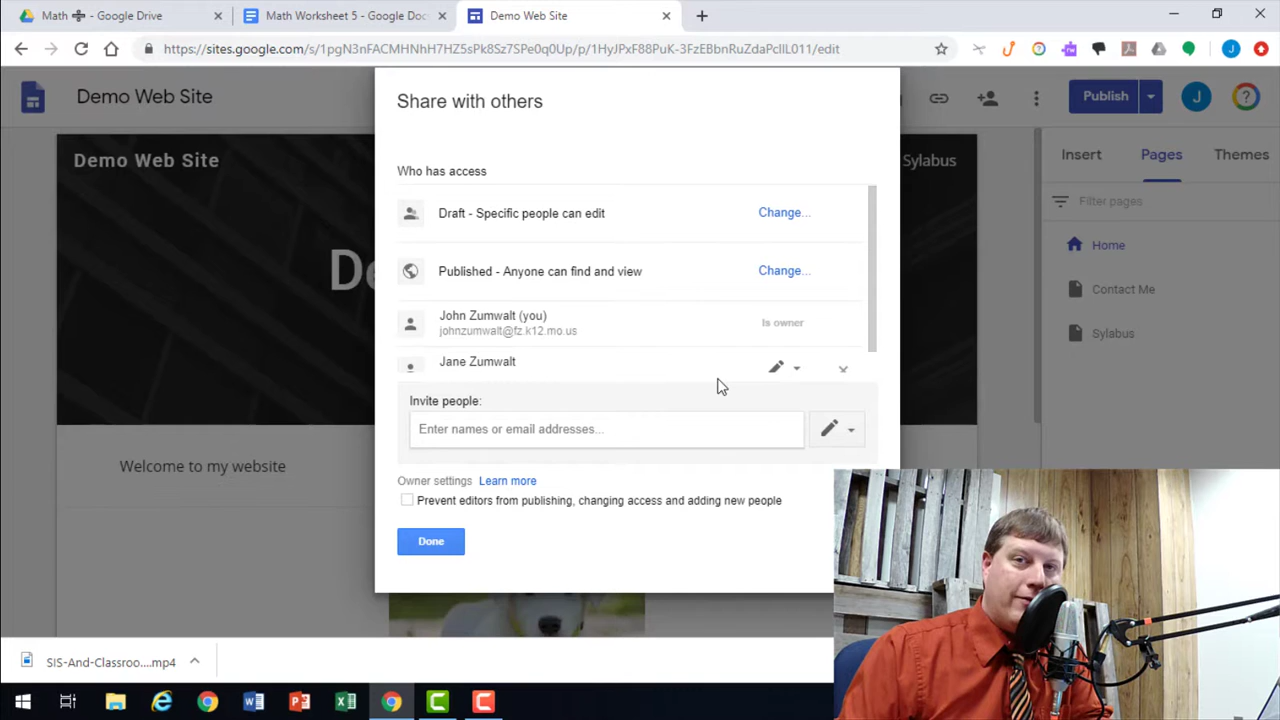 Math ➗ - Google Drive
Math Worksheet 5 - Google Doc
Demo Web Site
https://sites.google.com/s/1pgN3nFACMHNhH7HZ5sPk8Sz7SPe0q0Up/p/1HyJPxF88PuK-3FzEBbnRuZdaPclIL011/edit
J
Demo Web Site
Publish
J
Share with others
Who has access
Draft - Specific people can edit
Change...
Published - Anyone can find and view
Change...
John Zumwalt (you)
johnzumwalt@fz.k12.mo.us
Is owner
Jane Zumwalt
Invite people:
Enter names or email addresses...
Owner settings Learn more
Prevent editors from publishing, changing access and adding new people
Done
Demo Web Site
Sylabus
De
Welcome to my website
Insert
Pages
Themes
Filter pages
Home
Contact Me
Sylabus
SIS-And-Classroo....mp4